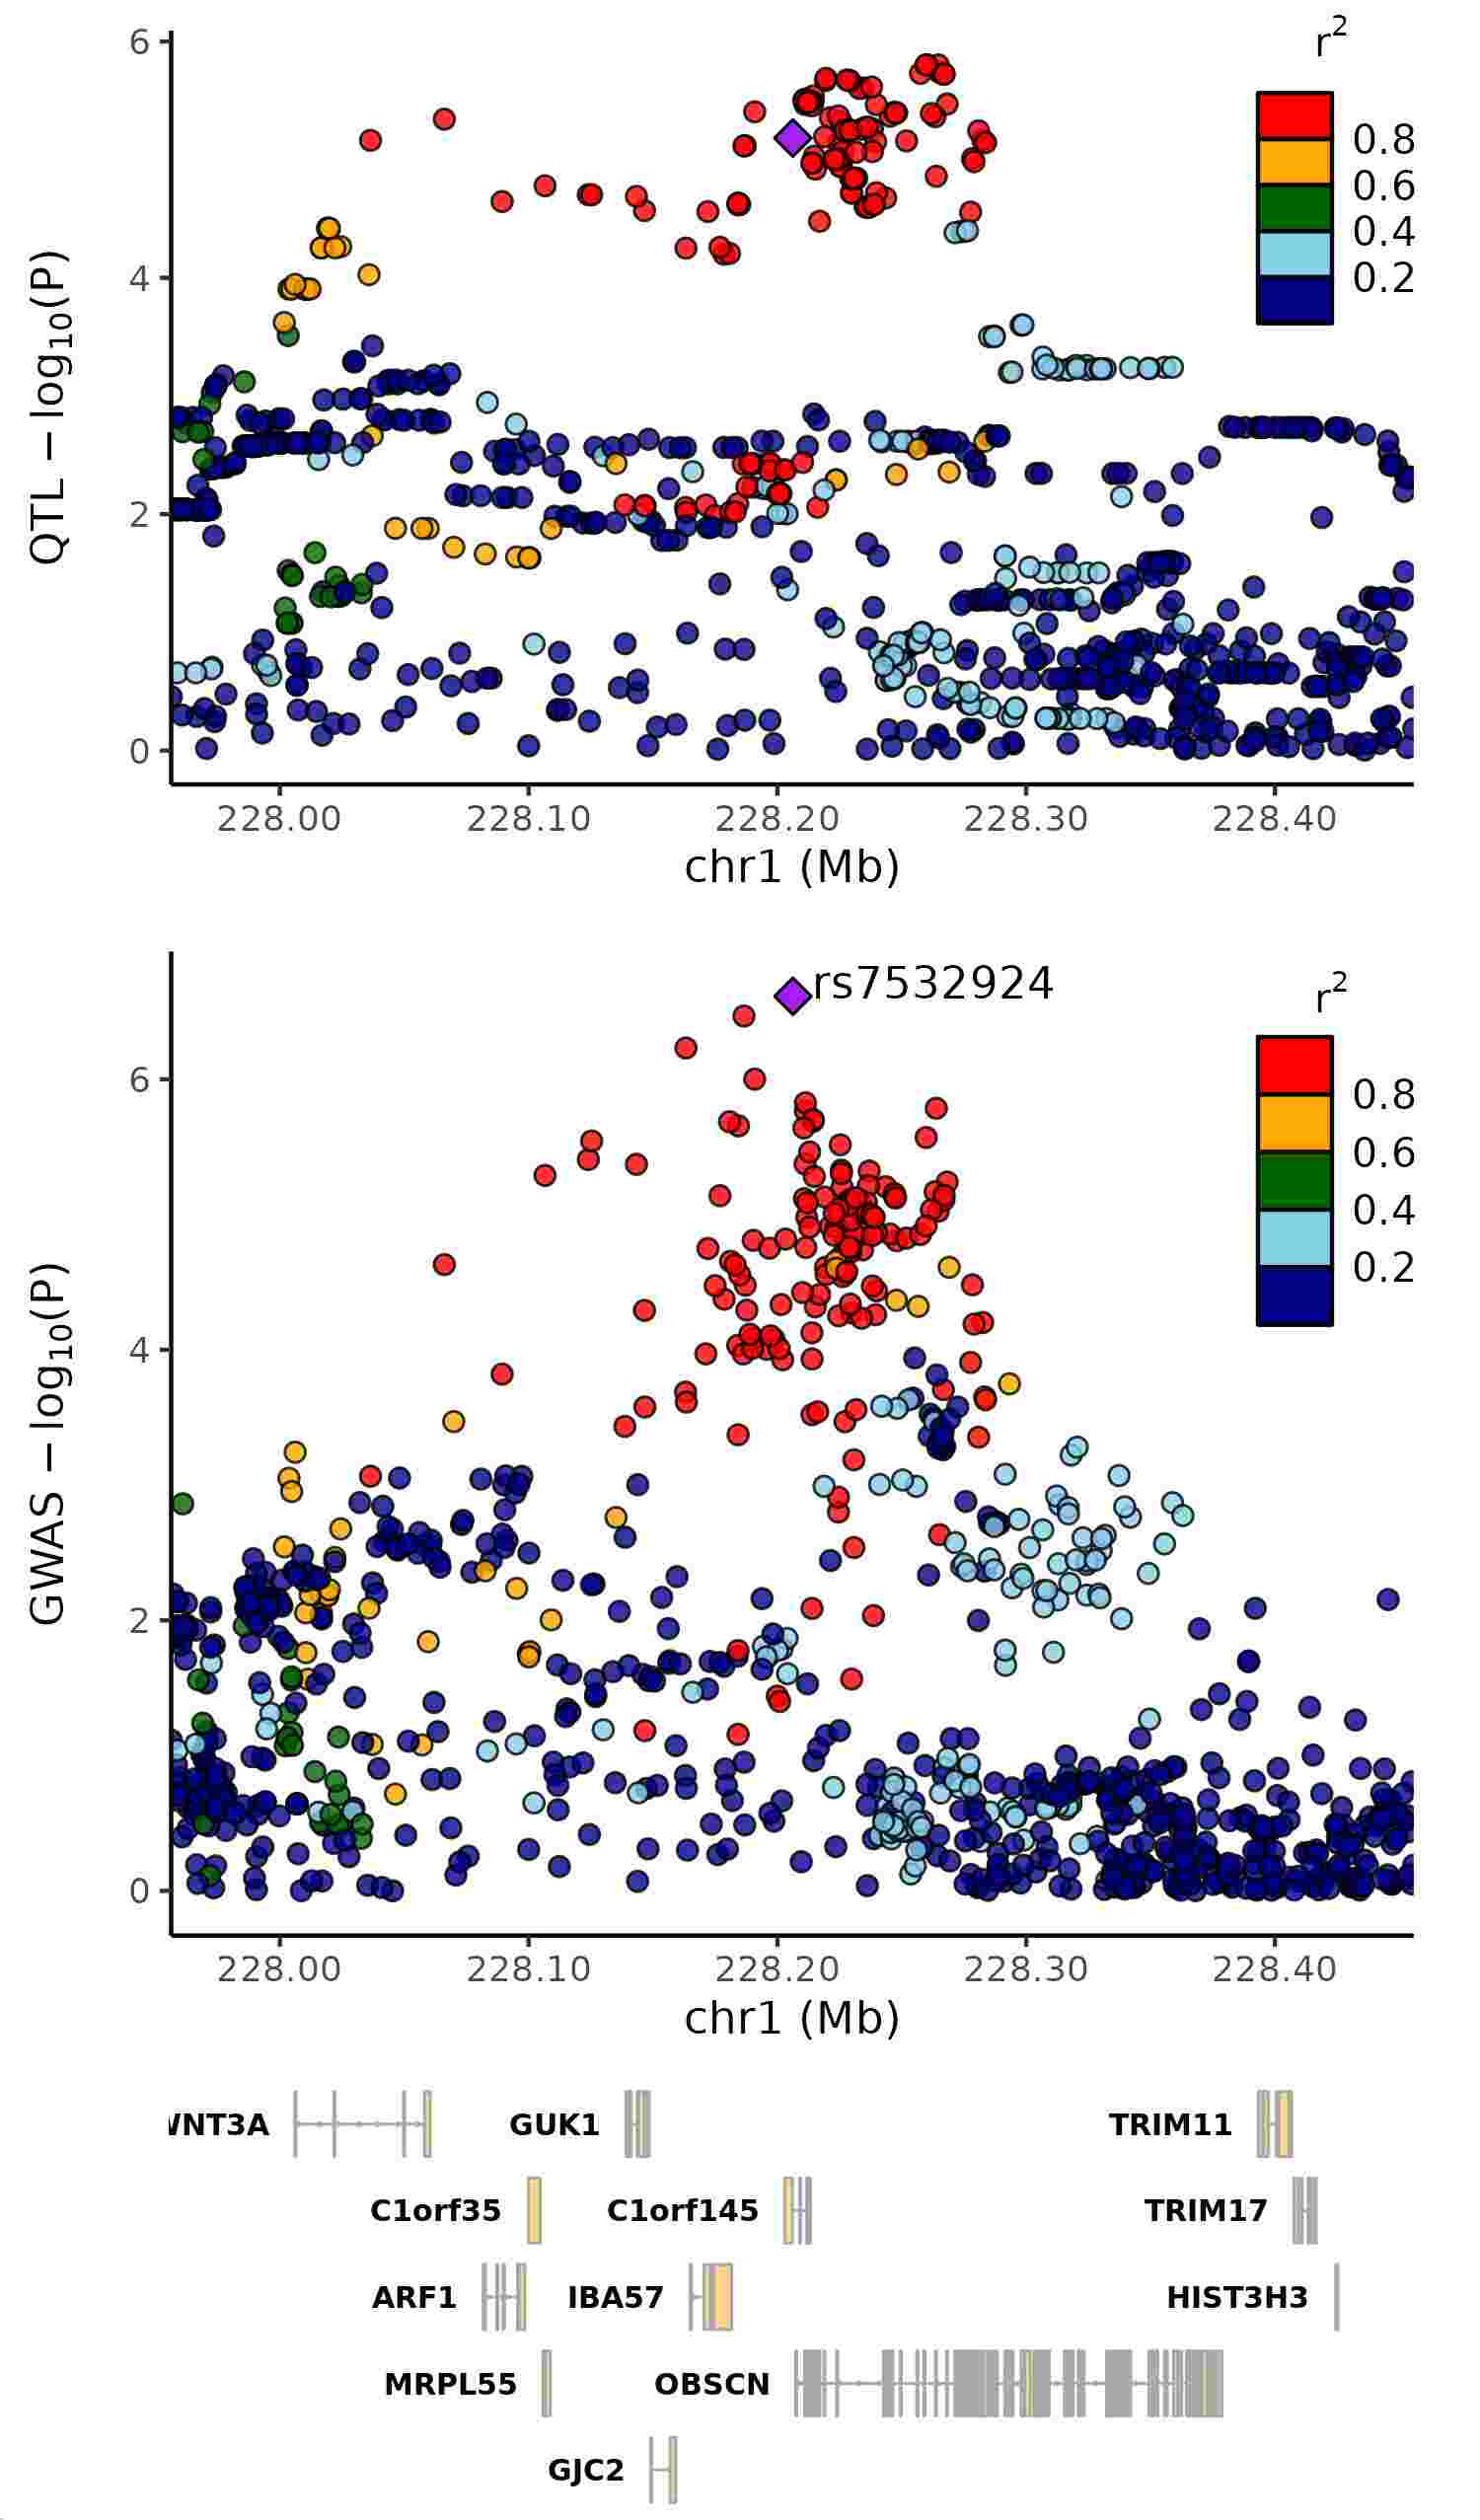 r2
6
4
2
0
0.8
0.6
0.4
0.2
QTL − log10(P)
228.00 228.10 228.20 228.30 228.40
chr1 (Mb)
rs7532924
r2
6
4
2
0
0.8
0.6
0.4
0.2
GWAS − log10(P)
228.00 228.10 228.20 228.30 228.40
chr1 (Mb)
WNT3A GUK1 TRIM11
C1orf35 C1orf145 TRIM17
ARF1 IBA57 HIST3H3
MRPL55 OBSCN
GJC2